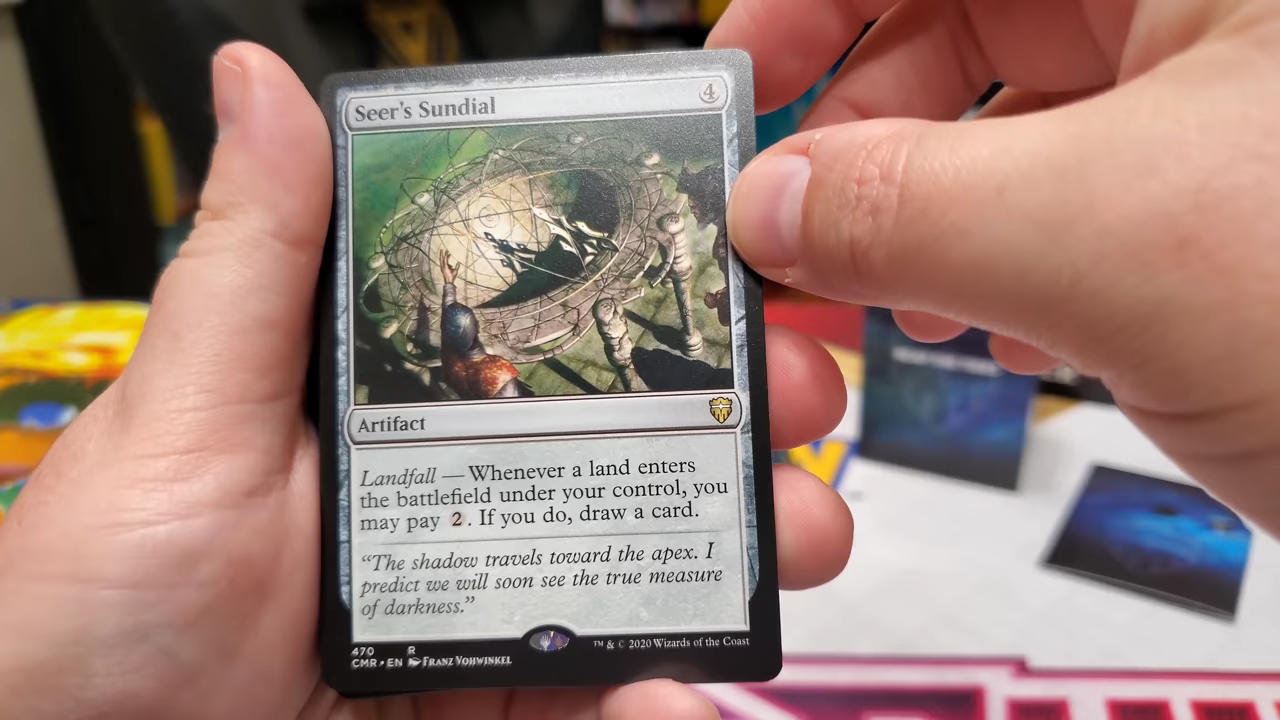 Seer's Sundial 4
Artifact
Landfall — Whenever a land enters
the battlefield under your control, you
may pay 2. If you do, draw a card.
“The shadow travels toward the apex. I
predict we will soon see the true measure
of darkness.”
470 R
CMR • EN Franz Vohwinkel
™ & © 2020 Wizards of the Coast